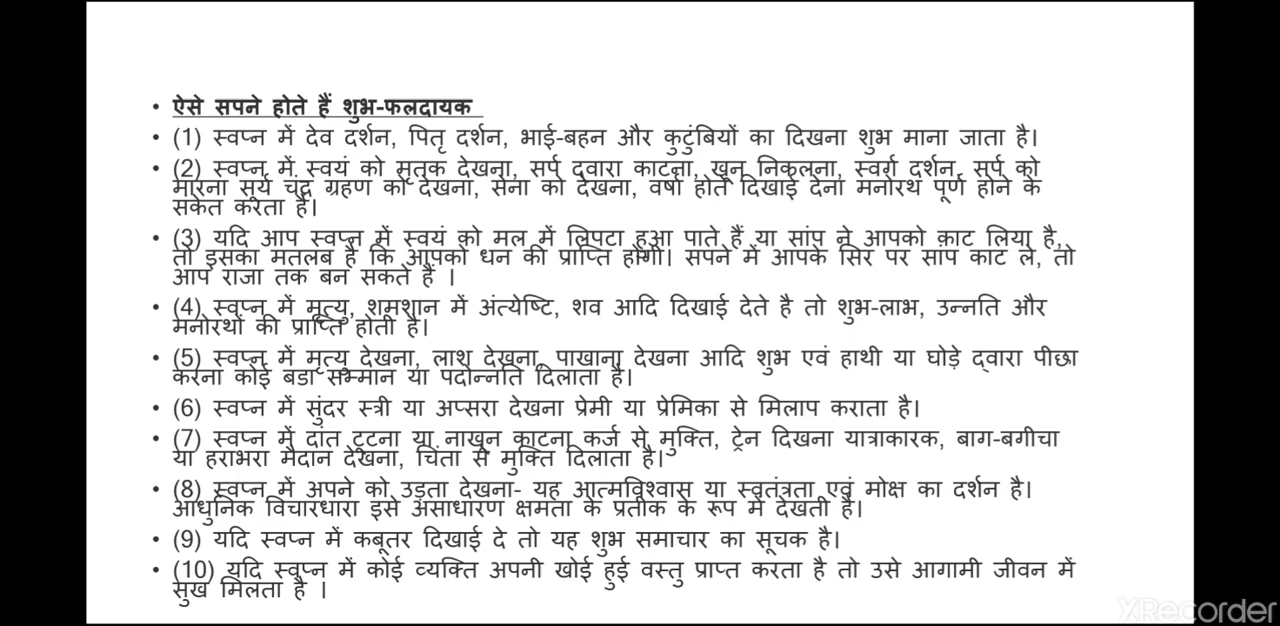 • ऐसे सपने होते हैं शुभ-फलदायक
• (1) स्वप्न में देव दर्शन, पितृ दर्शन, भाई-बहन और कुटुंबियों का दिखना शुभ माना जाता है।
• (2) स्वप्न में स्वयं को मृतक देखना, सर्प द्वारा काटना, खून निकलना, स्वर्ग दर्शन, सर्प को
मारना सूर्य चंद्र ग्रहण को देखना, सेना को देखना, वर्षा होते दिखाई देना मनोरथ पूर्ण होने के
संकेत करता है।
• (3) यदि आप स्वप्न में स्वयं को मल में लिपटा हुआ पाते हैं या सांप ने आपको काट लिया है,
तो इसका मतलब है कि आपको धन की प्राप्ति होगी। सपने में आपके सिर पर सांप काट ले, तो
आप राजा तक बन सकते हैं ।
• (4) स्वप्न में मृत्यु, शमशान में अंत्येष्टि, शव आदि दिखाई देते है तो शुभ-लाभ, उन्नति और
मनोरथों की प्राप्ति होती है।
• (5) स्वप्न में मृत्यु देखना, लाश देखना, पाखाना देखना आदि शुभ एवं हाथी या घोड़े द्वारा पीछा
करना कोई बडा सम्मान या पदोन्नति दिलाता है।
• (6) स्वप्न में सुंदर स्त्री या अप्सरा देखना प्रेमी या प्रेमिका से मिलाप कराता है।
• (7) स्वप्न में दांत टूटना या नाखून काटना कर्ज से मुक्ति, ट्रेन दिखना यात्राकारक, बाग-बगीचा
या हराभरा मैदान देखना, चिंता से मुक्ति दिलाता है।
• (8) स्वप्न में अपने को उड़ता देखना- यह आत्मविश्वास या स्वतंत्रता एवं मोक्ष का दर्शन है।
आधुनिक विचारधारा इसे असाधारण क्षमता के प्रतीक के रूप में देखती है।
• (9) यदि स्वप्न में कबूतर दिखाई दे तो यह शुभ समाचार का सूचक है।
• (10) यदि स्वप्न में कोई व्यक्ति अपनी खोई हुई वस्तु प्राप्त करता है तो उसे आगामी जीवन में
सुख मिलता है ।
XRecorder